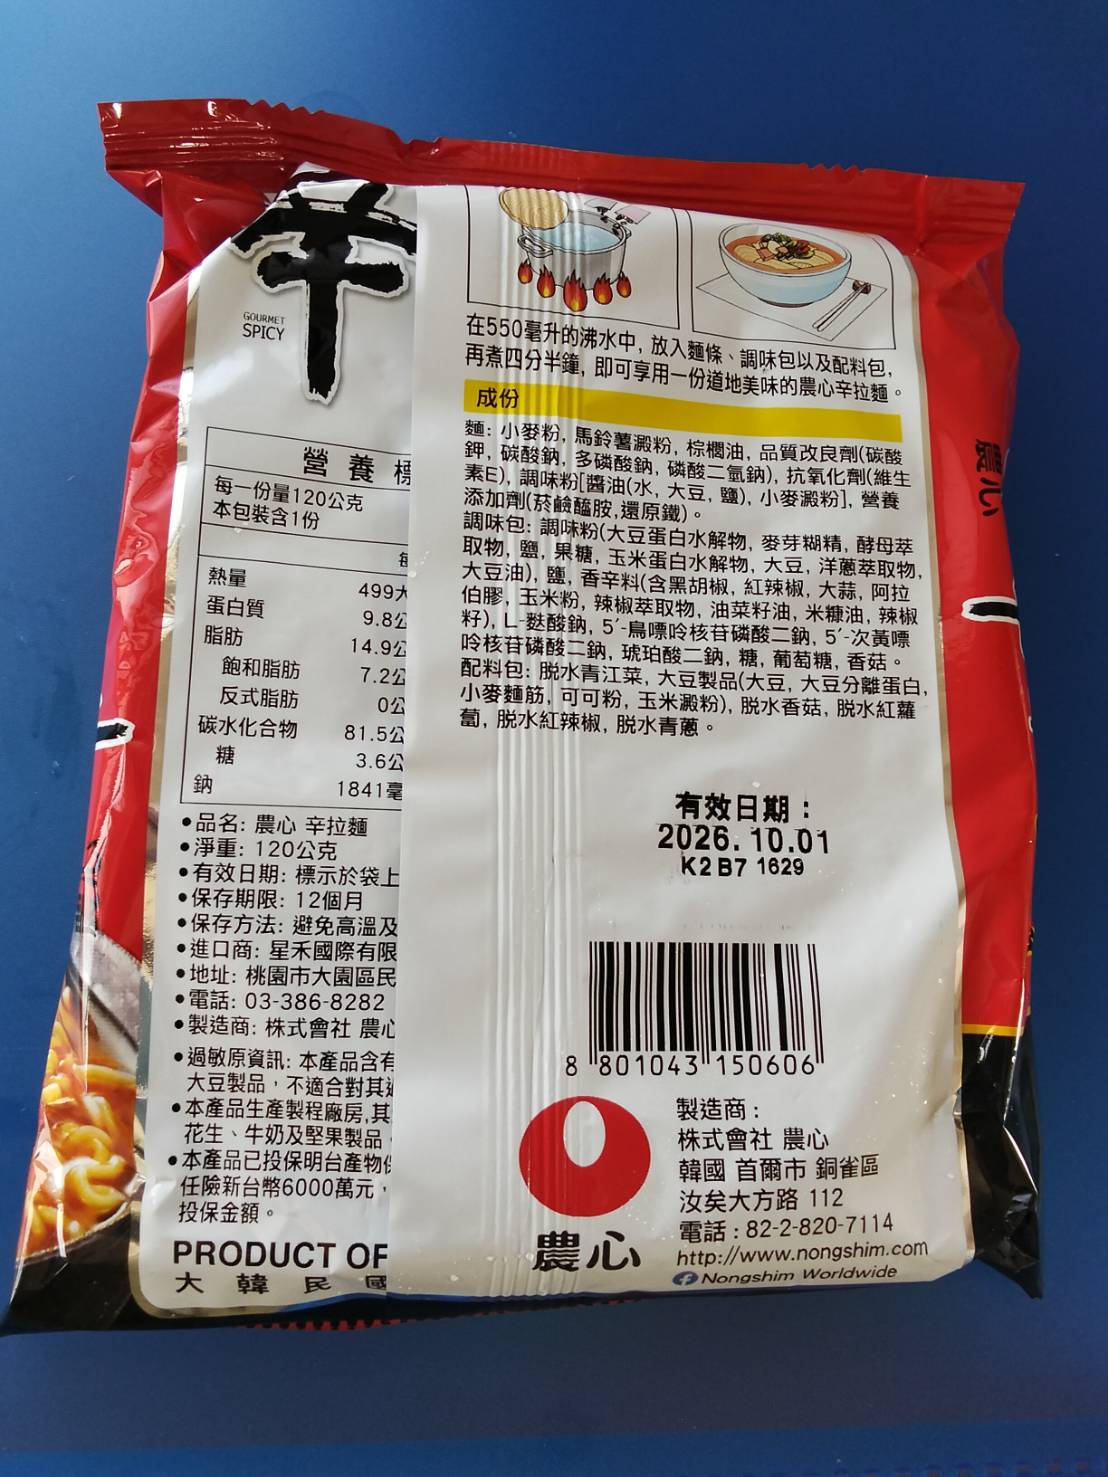 辛
GOURMET
SPICY
營養標
每一份量120公克
本包裝含1份
熱量 499大
蛋白質 9.8公
脂肪 14.9公
飽和脂肪 7.2公
反式脂肪 0公
碳水化合物 81.5公
糖 3.6公
鈉 1841毫
•品名: 農心 辛拉麵
•淨重: 120公克
•有效日期: 標示於袋上
•保存期限: 12個月
•保存方法: 避免高溫及
•進口商: 星禾國際有限
•地址: 桃園市大園區民
•電話: 03-386-8282
•製造商: 株式會社 農心
•過敏原資訊: 本產品含有
大豆製品，不適合對其過
•本產品生產製程廠房,其
花生、牛奶及堅果製品
•本產品已投保明台產物保
任險新台幣6000萬元，
投保金額。
PRODUCT OF
大韓民國
在550毫升的沸水中, 放入麵條、調味包以及配料包,
再煮四分半鐘, 即可享用一份道地美味的農心辛拉麵。
成份
麵: 小麥粉, 馬鈴薯澱粉, 棕櫚油, 品質改良劑(碳酸
鉀, 碳酸鈉, 多磷酸鈉, 磷酸二氫鈉), 抗氧化劑(維生
素E), 調味粉[醬油(水, 大豆, 鹽), 小麥澱粉], 營養
添加劑(菸鹼醯胺,還原鐵)。
調味包: 調味粉(大豆蛋白水解物, 麥芽糊精, 酵母萃
取物, 鹽, 果糖, 玉米蛋白水解物, 大豆, 洋蔥萃取物,
大豆油), 鹽, 香辛料(含黑胡椒, 紅辣椒, 大蒜, 阿拉
伯膠, 玉米粉, 辣椒萃取物, 油菜籽油, 米糠油, 辣椒
籽), L-麩酸鈉, 5´-鳥嘌呤核苷磷酸二鈉, 5´-次黃嘌
呤核苷磷酸二鈉, 琥珀酸二鈉, 糖, 葡萄糖, 香菇。
配料包: 脫水青江菜, 大豆製品(大豆, 大豆分離蛋白,
小麥麵筋, 可可粉, 玉米澱粉), 脫水香菇, 脫水紅蘿
蔔, 脫水紅辣椒, 脫水青蔥。
有效日期：
2026.10.01
K2 B7 1629
8 801043 150606
農心
製造商：
株式會社 農心
韓國 首爾市 銅雀區
汝矣大方路 112
電話：82-2-820-7114
http://www.nongshim.com
Nongshim Worldwide
農心